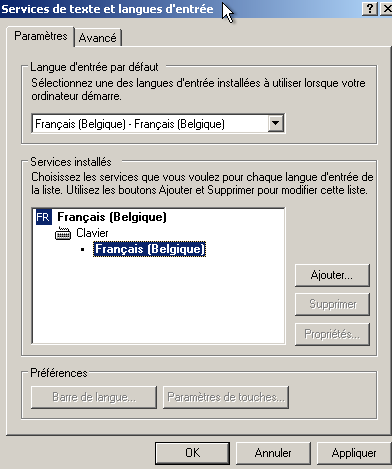 Services de texte et langues d'entrée
Paramètres
Avancé
Langue d'entrée par défaut
Sélectionnez une des langues d'entrée installées à utiliser lorsque votre
ordinateur démarre.
Français (Belgique) - Français (Belgique)
Services installés
Choisissez les services que vous voulez pour chaque langue d'entrée de
la liste. Utilisez les boutons Ajouter et Supprimer pour modifier cette liste.
FR Français (Belgique)
Clavier
• Français (Belgique)
Ajouter...
Supprimer
Propriétés...
Préférences
Barre de langue...
Paramètres de touches...
OK
Annuler
Appliquer